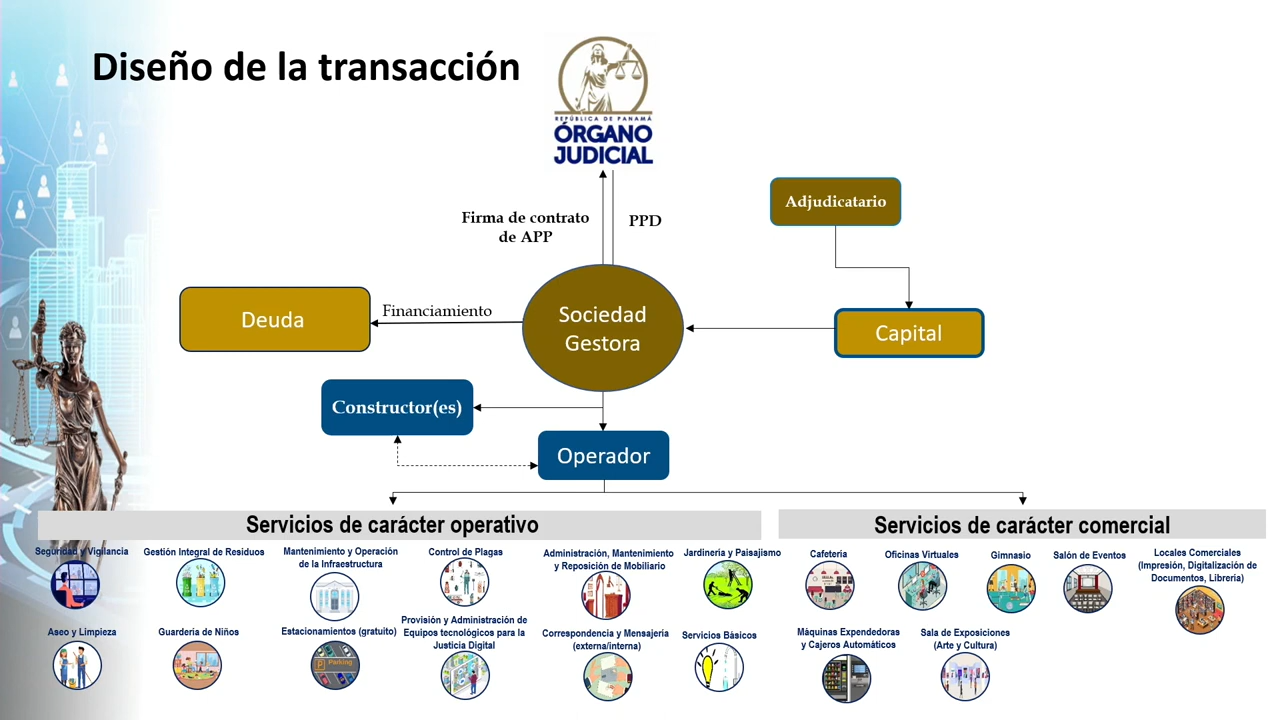 Diseño de la transacción
REPÚBLICA DE PANAMÁ
ÓRGANO
JUDICIAL
Firma de contrato
de APP
PPD
Adjudicatario
Deuda
Financiamiento
Sociedad
Gestora
Capital
Constructor(es)
Operador
Servicios de carácter operativo
Seguridad y Vigilancia
Gestión Integral de Residuos
Mantenimiento y Operación
de la Infraestructura
Control de Plagas
Administración, Mantenimiento
y Reposición de Mobiliario
Jardinería y Paisajismo
Aseo y Limpieza
Guardería de Niños
Estacionamientos (gratuito)
Parking
Provisión y Administración de
Equipos tecnológicos para la
Justicia Digital
Correspondencia y Mensajería
(externa/interna)
Servicios Básicos
Servicios de carácter comercial
Cafetería
Oficinas Virtuales
Gimnasio
Salón de Eventos
Locales Comerciales
(Impresión, Digitalización de
Documentos, Librería)
Máquinas Expendedoras
y Cajeros Automáticos
Sala de Exposiciones
(Arte y Cultura)